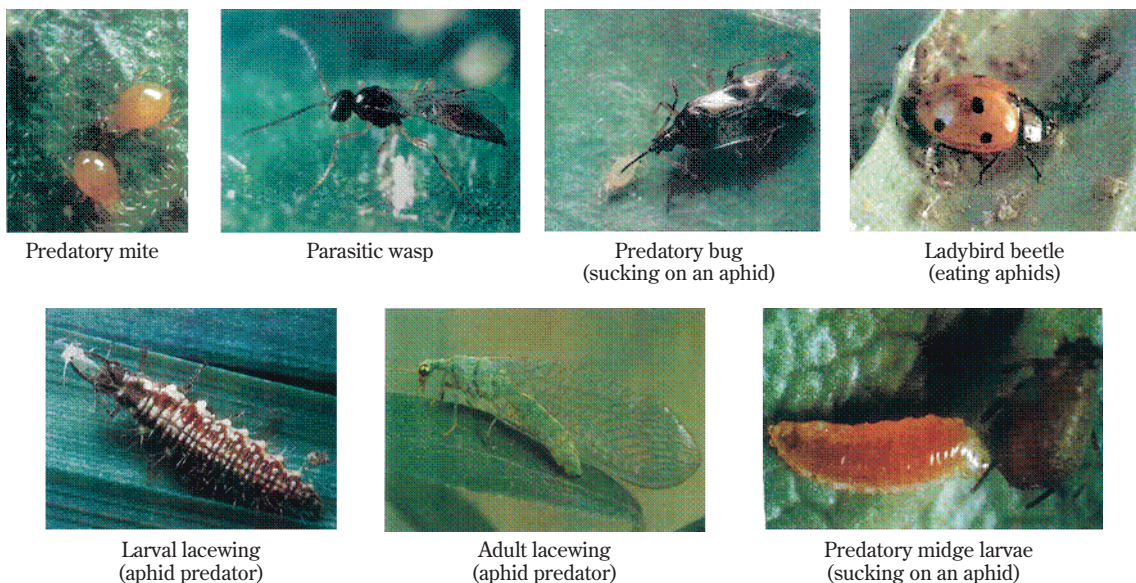 Predatory mite
Parasitic wasp
Predatory bug
(sucking on an aphid)
Ladybird beetle
(eating aphids)
Larval lacewing
(aphid predator)
Adult lacewing
(aphid predator)
Predatory midge larvae
(sucking on an aphid)